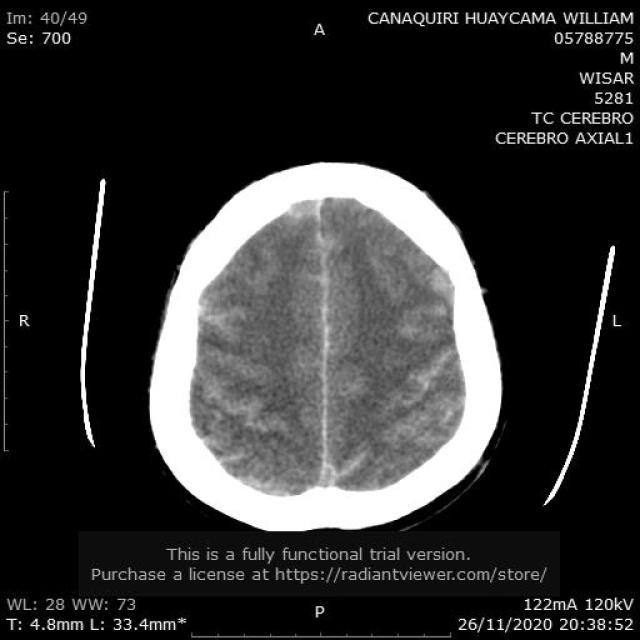 Im: 40/49
Se: 700
A
CANAQUIRI HUAYCAMA WILLIAM
05788775
M
WISAR
5281
TC CEREBRO
CEREBRO AXIAL1
R
L
This is a fully functional trial version.
Purchase a license at https://radiantviewer.com/store/
WL: 28 WW: 73
T: 4.8mm L: 33.4mm*
P
122mA 120kV
26/11/2020 20:38:52